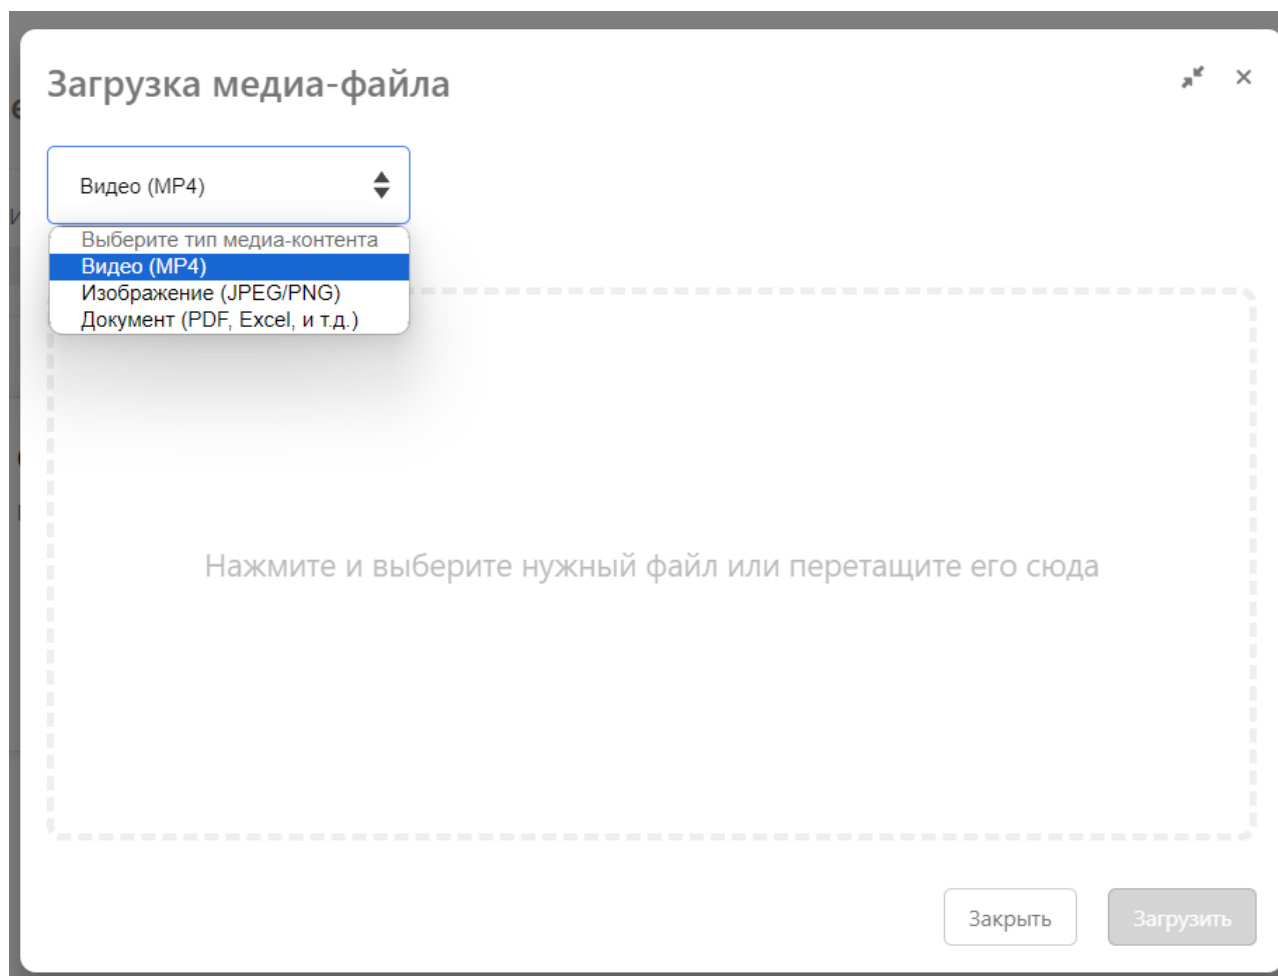 Загрузка медиа-файла
Видео (MP4)
Выберите тип медиа-контента
Видео (MP4)
Изображение (JPEG/PNG)
Документ (PDF, Excel, и т.д.)
Нажмите и выберите нужный файл или перетащите его сюда
Закрыть
Загрузить